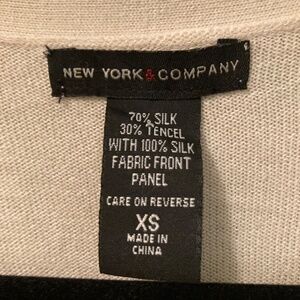 NEW YORK & COMPANY
70% SILK
30% TENCEL
WITH 100% SILK
FABRIC FRONT
PANEL
CARE ON REVERSE
XS
MADE IN
CHINA